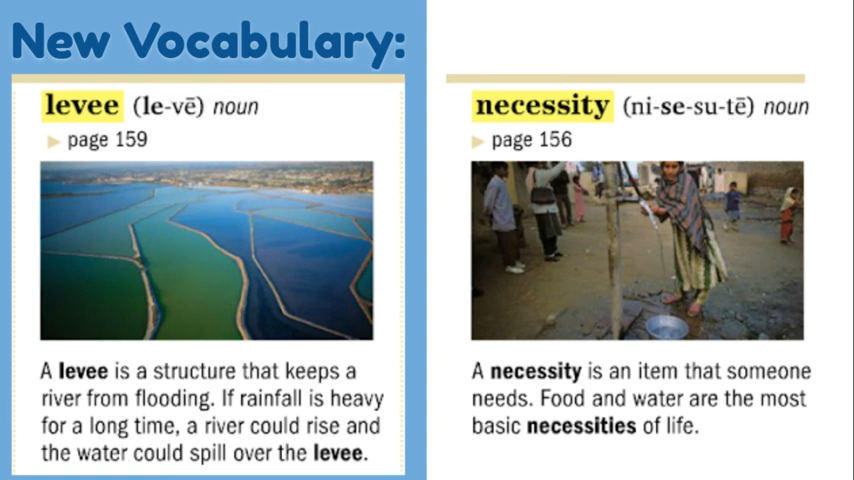 New Vocabulary:
levee (le-vē) noun
page 159
A levee is a structure that keeps a
river from flooding. If rainfall is heavy
for a long time, a river could rise and
the water could spill over the levee.
necessity (ni-se-su-tē) noun
page 156
A necessity is an item that someone
needs. Food and water are the most
basic necessities of life.